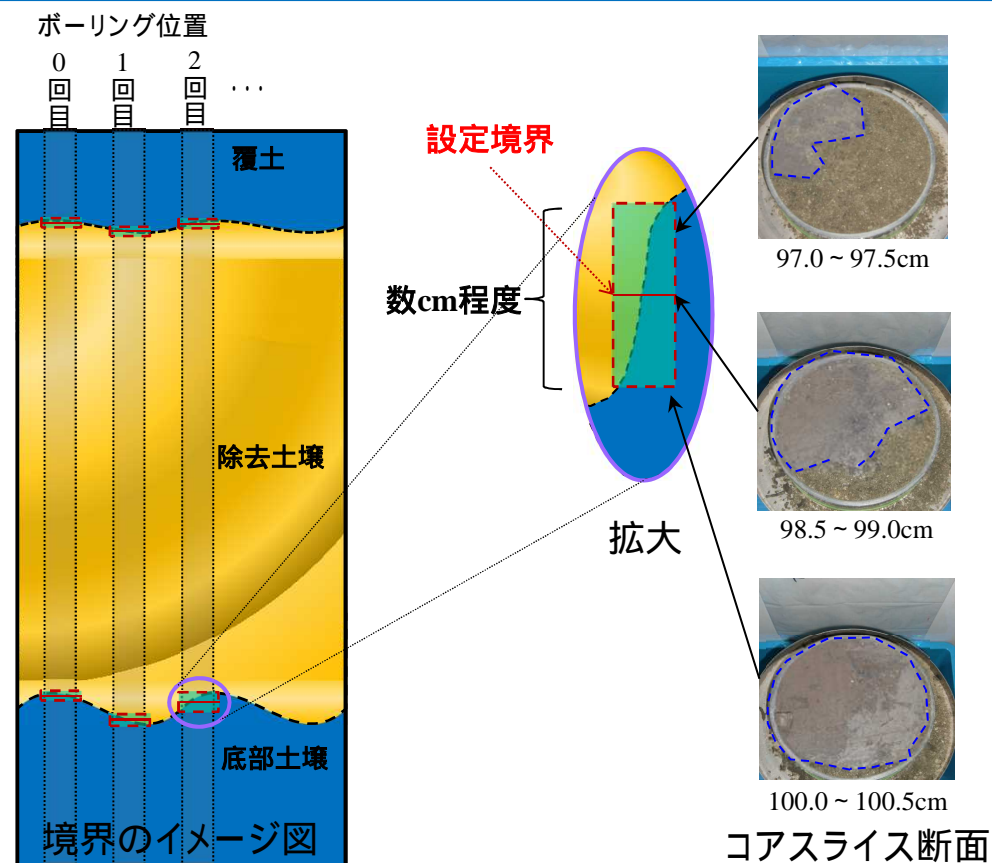 ボーリング位置
0回目
1回目
2回目
···
覆土
除去土壌
底部土壌
境界のイメージ図
設定境界
数cm程度
拡大
97.0 ~ 97.5cm
98.5 ~ 99.0cm
100.0 ~ 100.5cm
コアスライス断面